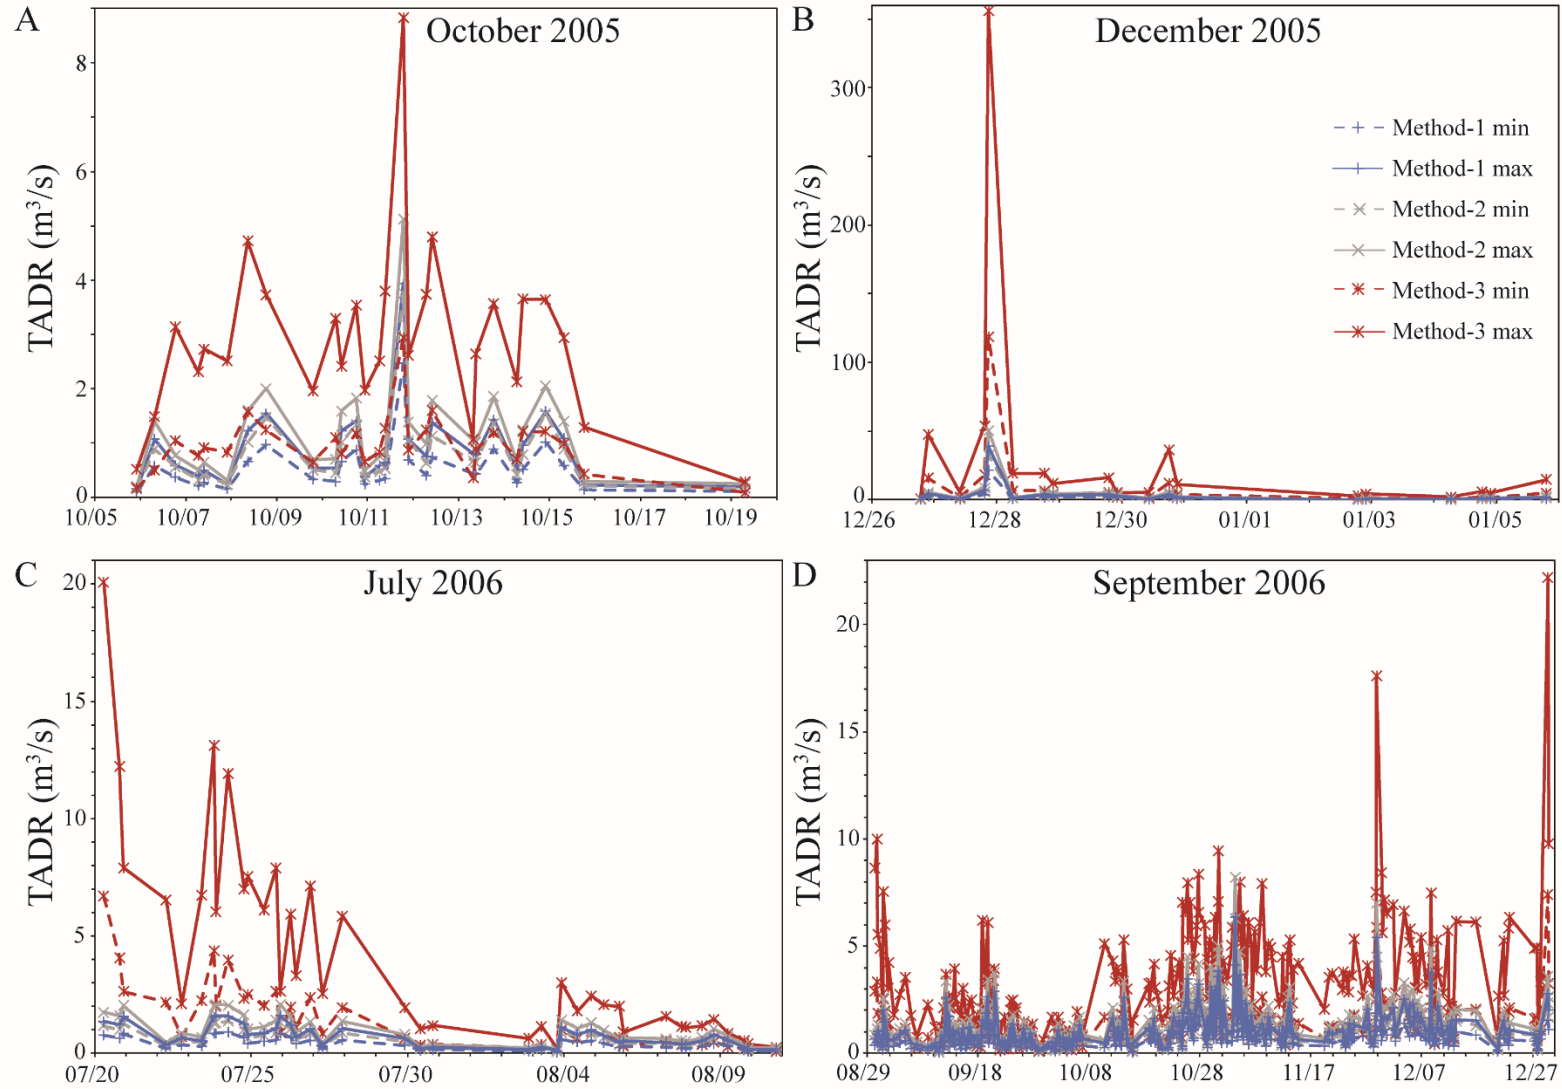 A
October 2005
TADR (m³/s)
8
6
4
2
0
10/05
10/07
10/09
10/11
10/13
10/15
10/17
10/19
B
December 2005
TADR (m³/s)
300
200
100
0
12/26
12/28
12/30
01/01
01/03
01/05
Method-1 min
Method-1 max
Method-2 min
Method-2 max
Method-3 min
Method-3 max
C
July 2006
TADR (m³/s)
20
15
10
5
0
07/20
07/25
07/30
08/04
08/09
D
September 2006
TADR (m³/s)
20
15
10
5
0
08/29
09/18
10/08
10/28
11/17
12/07
12/27